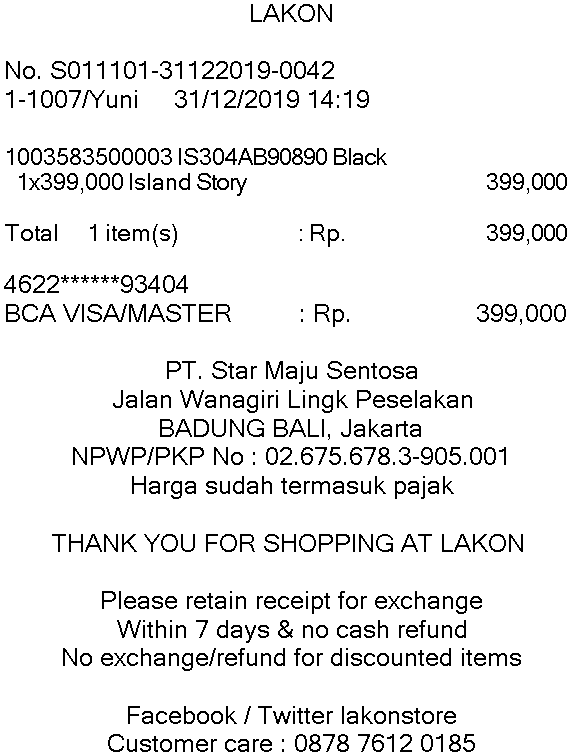 LAKON
No. S011101-31122019-0042
1-1007/Yuni 31/12/2019 14:19
1003583500003 IS304AB90890 Black
1x399,000 Island Story 399,000
Total 1 item(s) : Rp. 399,000
4622******93404
BCA VISA/MASTER : Rp. 399,000
PT. Star Maju Sentosa
Jalan Wanagiri Lingk Peselakan
BADUNG BALI, Jakarta
NPWP/PKP No : 02.675.678.3-905.001
Harga sudah termasuk pajak
THANK YOU FOR SHOPPING AT LAKON
Please retain receipt for exchange
Within 7 days & no cash refund
No exchange/refund for discounted items
Facebook / Twitter lakonstore
Customer care : 0878 7612 0185